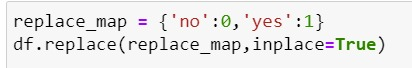 replace_map = {'no':0,'yes':1}
df.replace(replace_map,inplace=True)